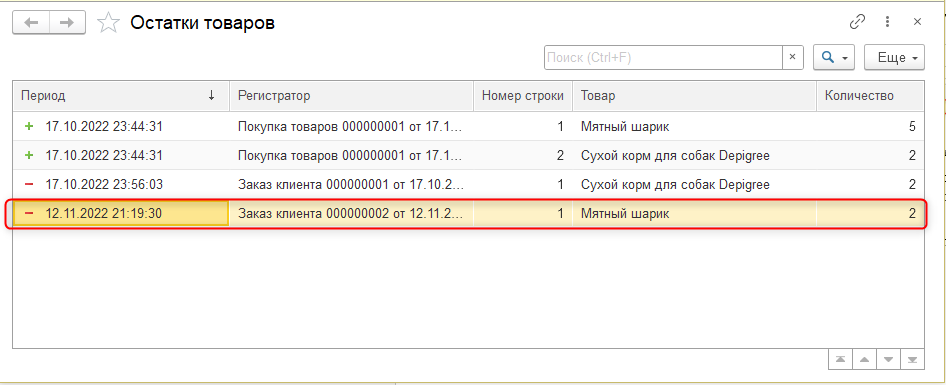 Остатки товаров
Поиск (Ctrl+F)
Еще
Период Регистратор Номер строки Товар Количество
17.10.2022 23:44:31 Покупка товаров 000000001 от 17.1... 1 Мятный шарик 5
17.10.2022 23:44:31 Покупка товаров 000000001 от 17.1... 2 Сухой корм для собак Depigree 2
17.10.2022 23:56:03 Заказ клиента 000000001 от 17.10.2... 1 Сухой корм для собак Depigree 2
12.11.2022 21:19:30 Заказ клиента 000000002 от 12.11.2... 1 Мятный шарик 2